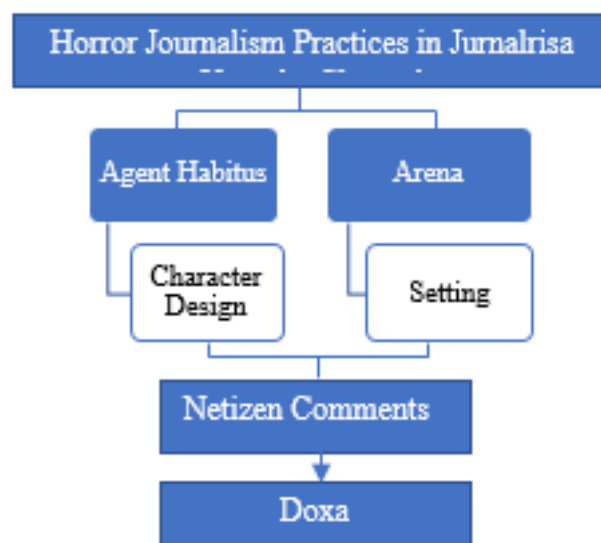 Horror Journalism Practices in Jurnalrisa
Agent Habitus
Arena
Character
Design
Setting
Netizen Comments
Doxa